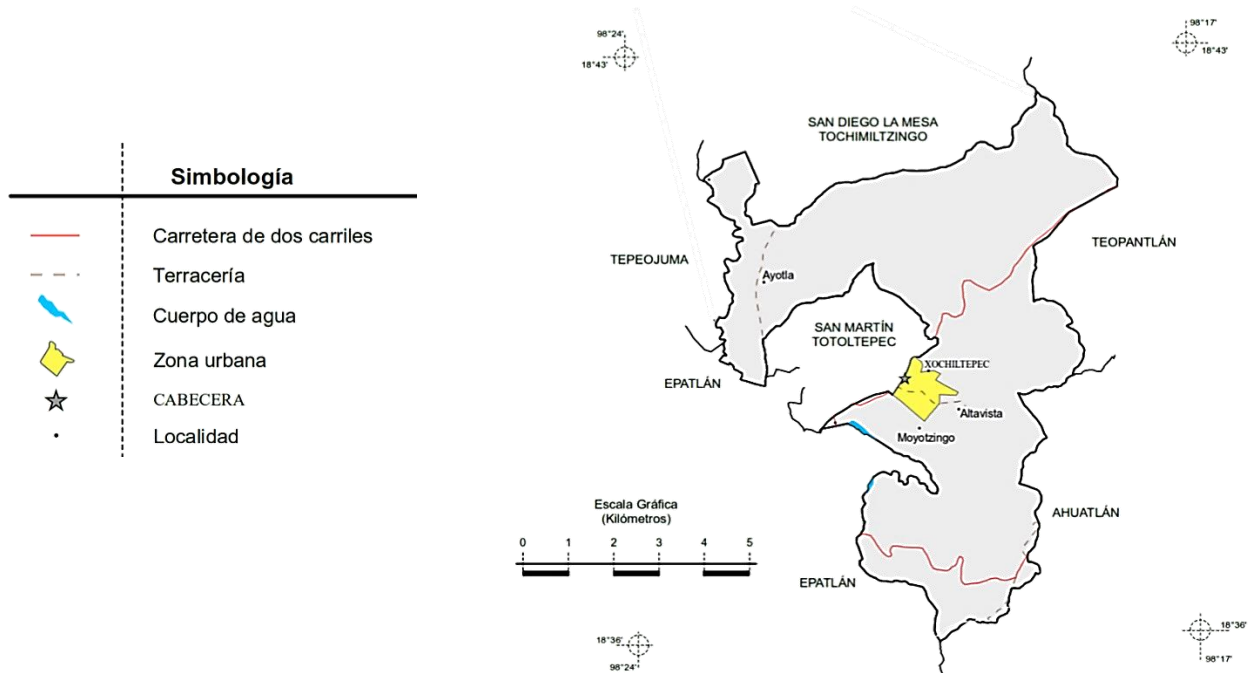 Simbología
Carretera de dos carriles
Terracería
Cuerpo de agua
Zona urbana
CABECERA
Localidad
98°24'
18°43'
98°17'
18°43'
SAN DIEGO LA MESA
TOCHIMILTZINGO
TEPEOJUMA
TEOPANTLÁN
Ayotla
SAN MARTÍN
TOTOLTEPEC
EPATLÁN
XOCHILTEPEC
Altavista
Moyotzingo
Escala Gráfica
(Kilómetros)
0 1 2 3 4 5
AHUATLÁN
EPATLÁN
18°36'
98°24'
18°36'
98°17'